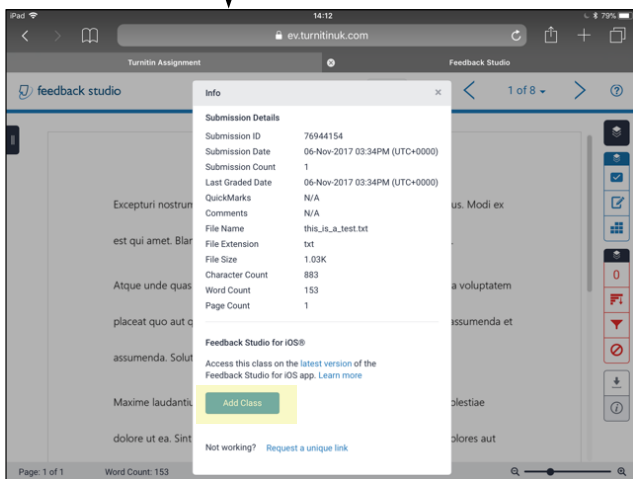 iPad 14:12 79%
ev.turnitinuk.com
Turnitin Assignment Feedback Studio
feedback studio
1 of 8
Info
Submission Details
Submission ID 76944154
Submission Date 06-Nov-2017 03:34PM (UTC+0000)
Submission Count 1
Last Graded Date 06-Nov-2017 03:34PM (UTC+0000)
QuickMarks N/A
Comments N/A
File Name this_is_a_test.txt
File Extension txt
File Size 1.03K
Character Count 883
Word Count 153
Page Count 1
Feedback Studio for iOS®
Access this class on the latest version of the
Feedback Studio for iOS app. Learn more
Add Class
Not working? Request a unique link
Excepturi nostrum us. Modi ex
est qui amet. Blar
Atque unde quas a voluptatem
placeat quo aut q assumenda et
assumenda. Solut
Maxime laudantiu olestiae
dolore ut ea. Sint olores aut
0
Page: 1 of 1 Word Count: 153